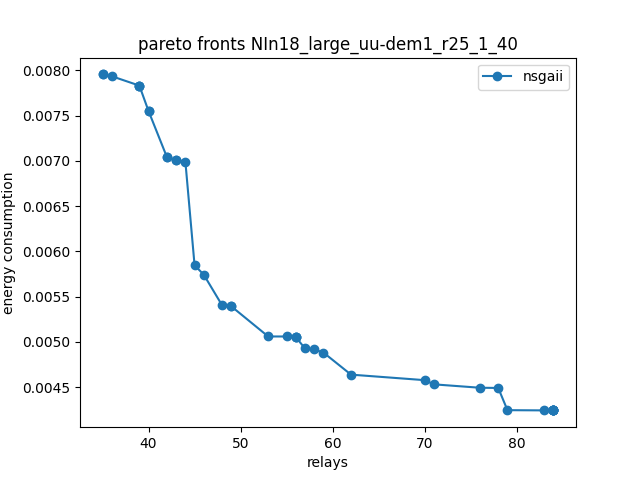 pareto fronts NIn18_large_uu-dem1_r25_1_40
nsgaii
0.0080
0.0075
0.0070
0.0065
0.0060
0.0055
0.0050
0.0045
energy consumption
40 50 60 70 80
relays